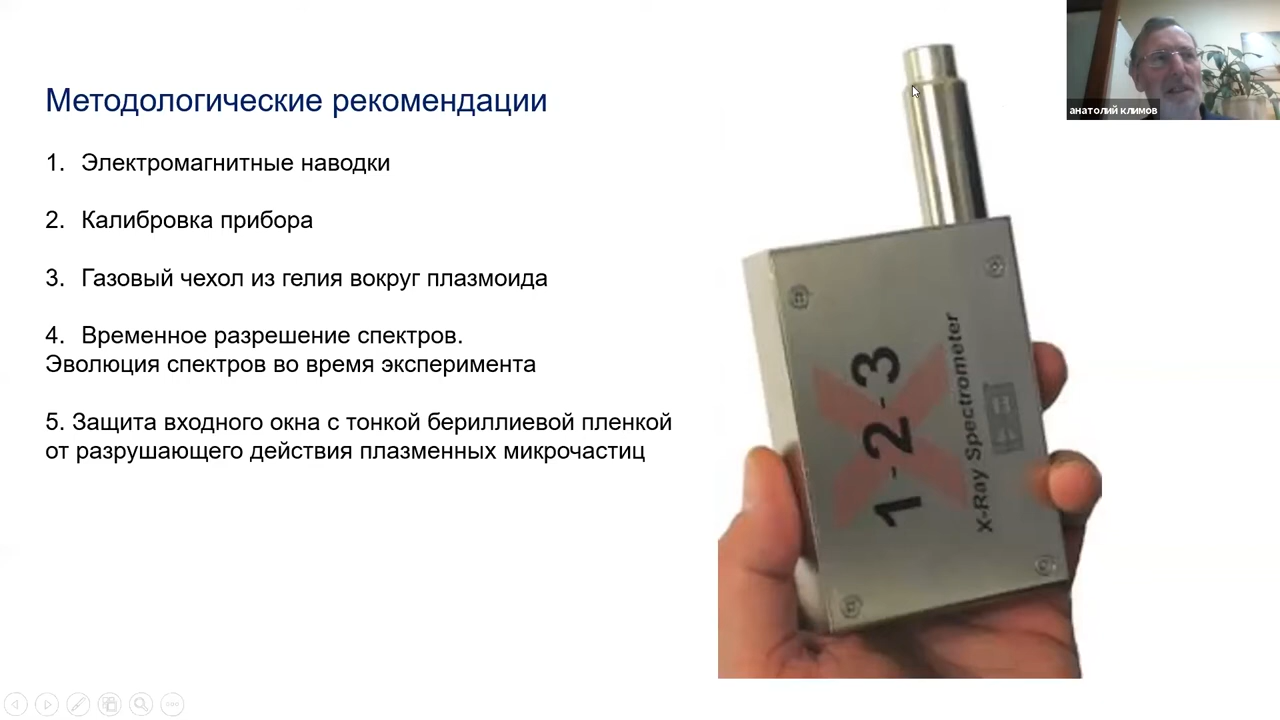 Методологические рекомендации
1. Электромагнитные наводки
2. Калибровка прибора
3. Газовый чехол из гелия вокруг плазмоида
4. Временное разрешение спектров.
Эволюция спектров во время эксперимента
5. Защита входного окна с тонкой бериллиевой пленкой
от разрушающего действия плазменных микрочастиц
анатолий климов
X
1-2-3
X-Ray Spectrometer